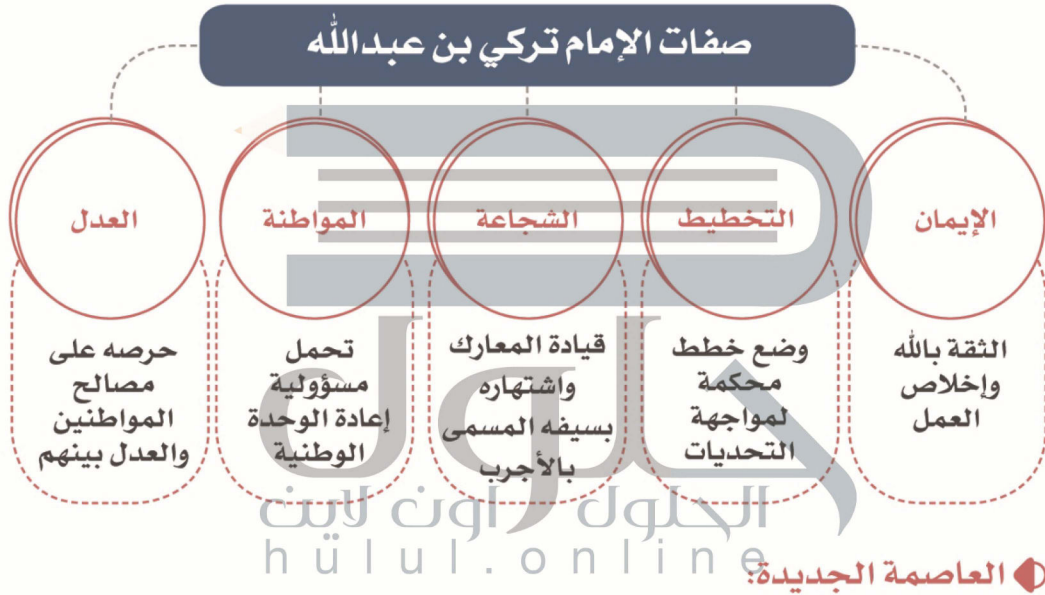 صفات الإمام تركي بن عبدالله
الإيمان
الثقة بالله
وإخلاص
العمل
التخطيط
وضع خطط
محكمة
لمواجهة
التحديات
الشجاعة
قيادة المعارك
واشتهاره
بسيفه المسمى
بالأجرب
المواطنة
تحمل
مسؤولية
إعادة الوحدة
الوطنية
العدل
حرصه على
مصالح
المواطنين
والعدل بينهم
حلول
الحلول اون لاين
hulul.online
العاصمة الجديدة: